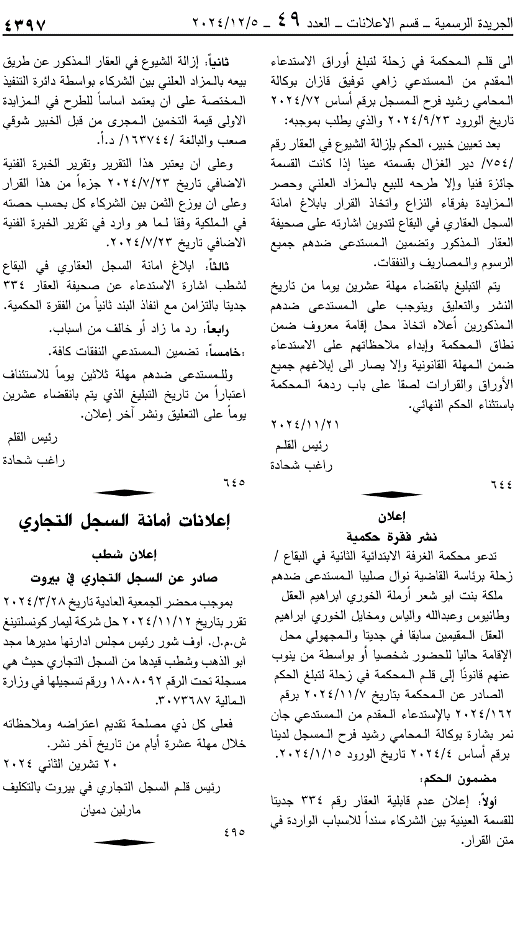 الجريدة الرسمية ـ قسم الاعلانات ـ العدد ٤٩ ـ ٢٠٢٤/١٢/٥
٤٣٩٧
الى قلم المحكمة في زحلة لتبلغ أوراق الاستدعاء
المقدم من المستدعي زاهي توفيق قازان بوكالة
المحامي رشيد فرح المسجل برقم أساس ٢٠٢٤/٧٢
تاريخ الورود ٢٠٢٤/٩/٢٣ والذي يطلب بموجبه:
بعد تعيين خبير، الحكم بإزالة الشيوع في العقار رقم
/٧٥٤/ دير الغزال بقسمته عينا إذا كانت القسمة
جائزة فنيا وإلا طرحه للبيع بالمزاد العلني وحصر
المزايدة بفرقاء النزاع واتخاذ القرار بابلاغ امانة
السجل العقاري في البقاع لتدوين اشارته على صحيفة
العقار المذكور وتضمين المستدعى ضدهم جميع
الرسوم والمصاريف والنفقات.
يتم التبليغ بانقضاء مهلة عشرين يوما من تاريخ
النشر والتعليق ويتوجب على المستدعى ضدهم
المذكورين أعلاه اتخاذ محل إقامة معروف ضمن
نطاق المحكمة وإبداء ملاحظاتهم على الاستدعاء
ضمن المهلة القانونية وإلا يصار الى إبلاغهم جميع
الأوراق والقرارات لصقا على باب ردهة المحكمة
باستثناء الحكم النهائي.
٢٠٢٤/١١/٢١
رئيس القلم
راغب شحادة
٦٤٤
إعلان
نشر فقرة حكمية
تدعو محكمة الغرفة الابتدائية الثانية في البقاع /
زحلة برئاسة القاضية نوال صليبا المستدعى ضدهم
ملكة بنت ابو شعر أرملة الخوري ابراهيم العقل
وطانيوس وعبدالله والياس ومخايل الخوري ابراهيم
العقل المقيمين سابقا في جديتا والمجهولي محل
الإقامة حاليا للحضور شخصيا أو بواسطة من ينوب
عنهم قانونًا إلى قلم المحكمة في زحلة لتبلغ الحكم
الصادر عن المحكمة بتاريخ ٢٠٢٤/١١/٧ برقم
٢٠٢٤/١٦٢ بالإستدعاء المقدم من المستدعي جان
نمر بشارة بوكالة المحامي رشيد فرح المسجل لدينا
برقم أساس ٢٠٢٤/٤ تاريخ الورود ٢٠٢٤/١/١٥.
مضمون الحكم:
أولاً: إعلان عدم قابلية العقار رقم ٣٣٤ جديتا
للقسمة العينية بين الشركاء سنداً للاسباب الواردة في
متن القرار.
ثانياً: إزالة الشيوع في العقار المذكور عن طريق
بيعه بالمزاد العلني بين الشركاء بواسطة دائرة التنفيذ
المختصة على ان يعتمد اساساً للطرح في المزايدة
الاولى قيمة التخمين المجرى من قبل الخبير شوقي
صعب والبالغة /١٦٣٧٤٤/ د.أ.
وعلى ان يعتبر هذا التقرير وتقرير الخبرة الفنية
الاضافي تاريخ ٢٠٢٤/٧/٢٣ جزءاً من هذا القرار
وعلى ان يوزع الثمن بين الشركاء كل بحسب حصته
في الملكية وفقا لما هو وارد في تقرير الخبرة الفنية
الاضافي تاريخ ٢٠٢٤/٧/٢٣.
ثالثاً: ابلاغ امانة السجل العقاري في البقاع
لشطب اشارة الاستدعاء عن صحيفة العقار ٣٣٤
جديتا بالتزامن مع انفاذ البند ثانياً من الفقرة الحكمية.
رابعاً: رد ما زاد أو خالف من اسباب.
خامساً: تضمين المستدعي النفقات كافة.
وللمستدعى ضدهم مهلة ثلاثين يوماً للاستئناف
اعتباراً من تاريخ التبليغ الذي يتم بانقضاء عشرين
يوماً على التعليق ونشر آخر إعلان.
رئيس القلم
راغب شحادة
٦٤٥
إعلانات أمانة السجل التجاري
إعلان شطب
صادر عن السجل التجاري في بيروت
بموجب محضر الجمعية العادية تاريخ ٢٠٢٤/٣/٢٨
تقرر بتاريخ ٢٠٢٤/١١/١٢ حل شركة ليمار كونسلتينغ
ش.م.ل. اوف شور رئيس مجلس ادارتها مديرها مجد
ابو الذهب وشطب قيدها من السجل التجاري حيث هي
مسجلة تحت الرقم ١٨٠٨٠٩٢ ورقم تسجيلها في وزارة
المالية ٣٠٧٣٦٨٧.
فعلى كل ذي مصلحة تقديم اعتراضه وملاحظاته
خلال مهلة عشرة أيام من تاريخ آخر نشر.
٢٠ تشرين الثاني ٢٠٢٤
رئيس قلم السجل التجاري في بيروت بالتكليف
مارلين دميان
٤٩٥